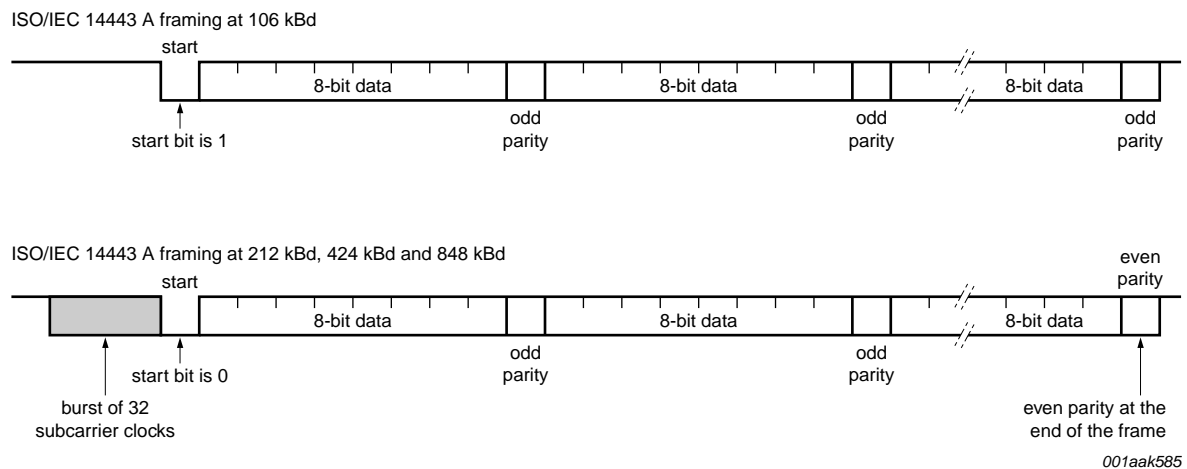 ISO/IEC 14443 A framing at 106 kBd
start
8-bit data
8-bit data
8-bit data
start bit is 1
odd
parity
odd
parity
odd
parity
ISO/IEC 14443 A framing at 212 kBd, 424 kBd and 848 kBd
start
even
parity
8-bit data
8-bit data
8-bit data
start bit is 0
odd
parity
odd
parity
burst of 32
subcarrier clocks
even parity at the
end of the frame
001aak585